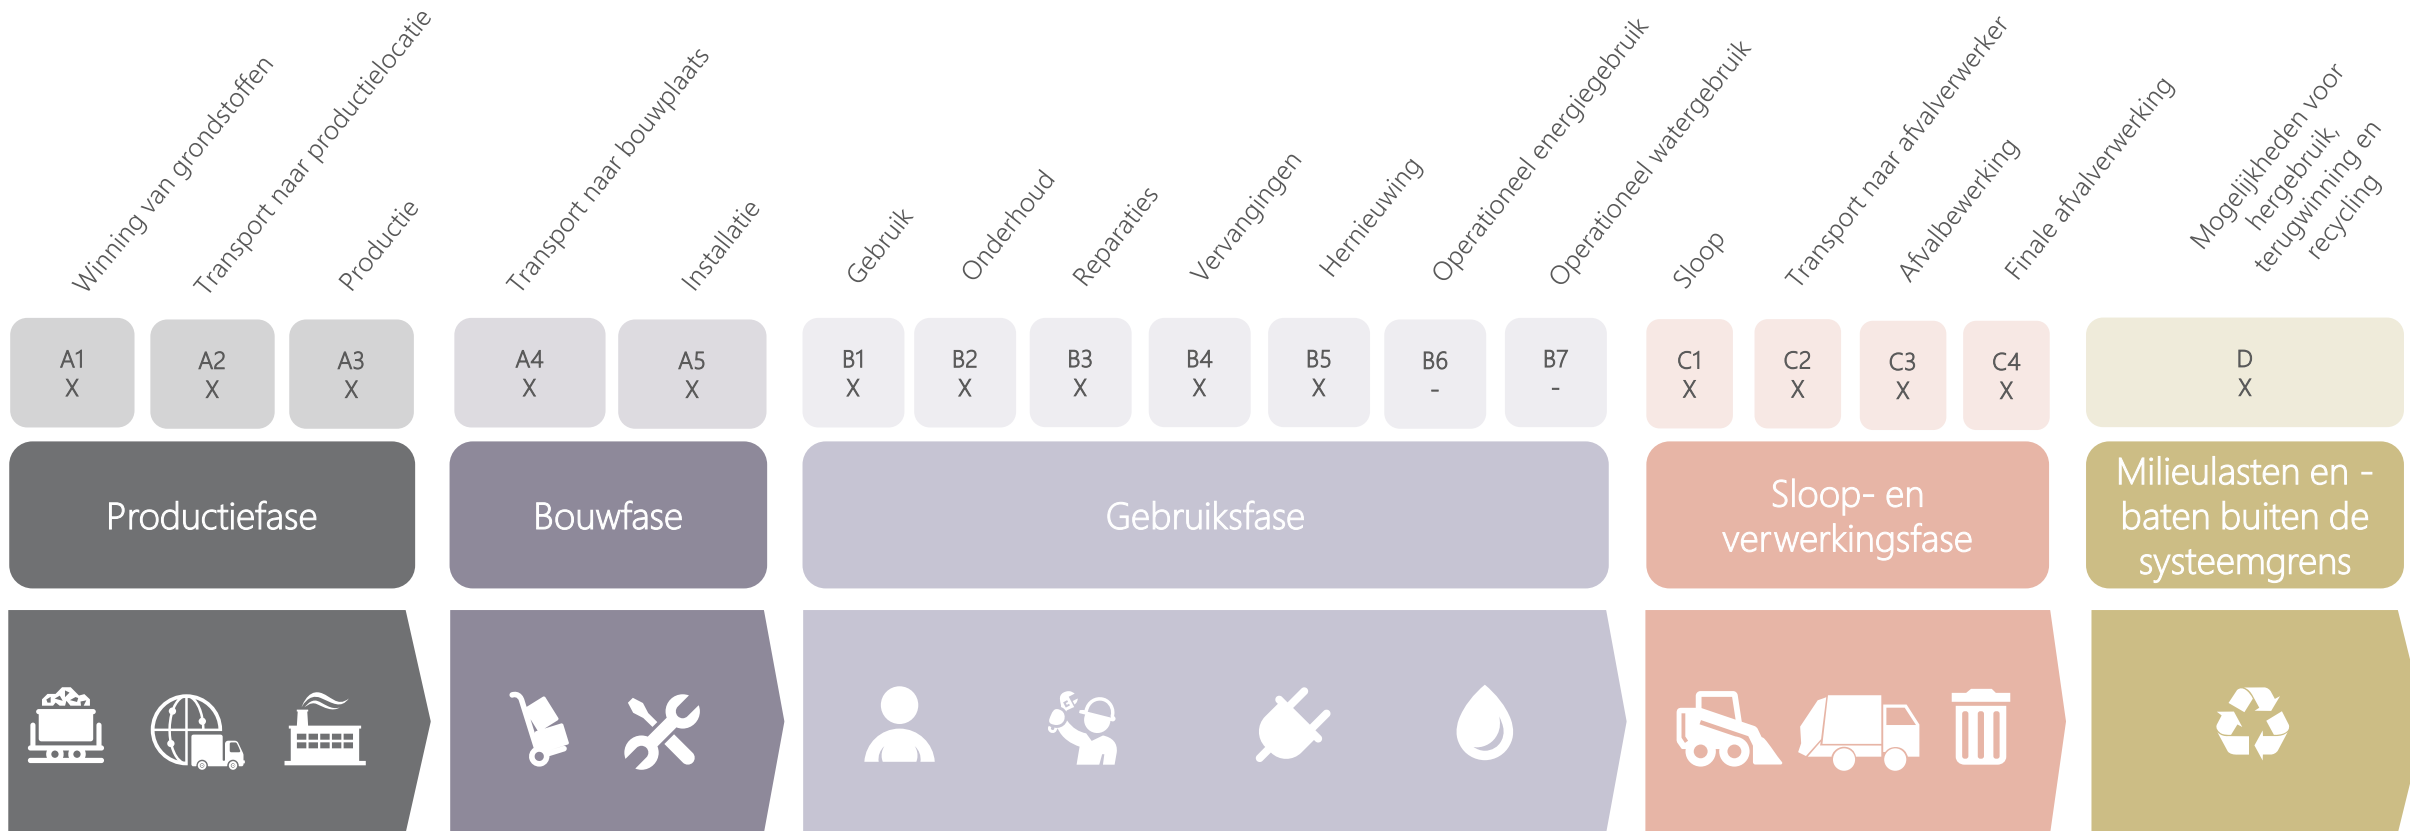 Winning van grondstoffen
Transport naar productielocatie
Productie
Transport naar bouwplaats
Installatie
Gebruik
Onderhoud
Reparaties
Vervangingen
Hernieuwing
Operationeel energiegebruik
Operationeel watergebruik
Sloop
Transport naar afvalverwerker
Afvalbewerking
Finale afvalverwerking
Mogelijkheden voor
hergebruik,
terugwinning en
recycling
A1
X
A2
X
A3
X
A4
X
A5
X
B1
X
B2
X
B3
X
B4
X
B5
X
B6
-
B7
-
C1
X
C2
X
C3
X
C4
X
D
X
Productiefase
Bouwfase
Gebruiksfase
Sloop- en
verwerkingsfase
Milieulasten en -
baten buiten de
systeemgrens